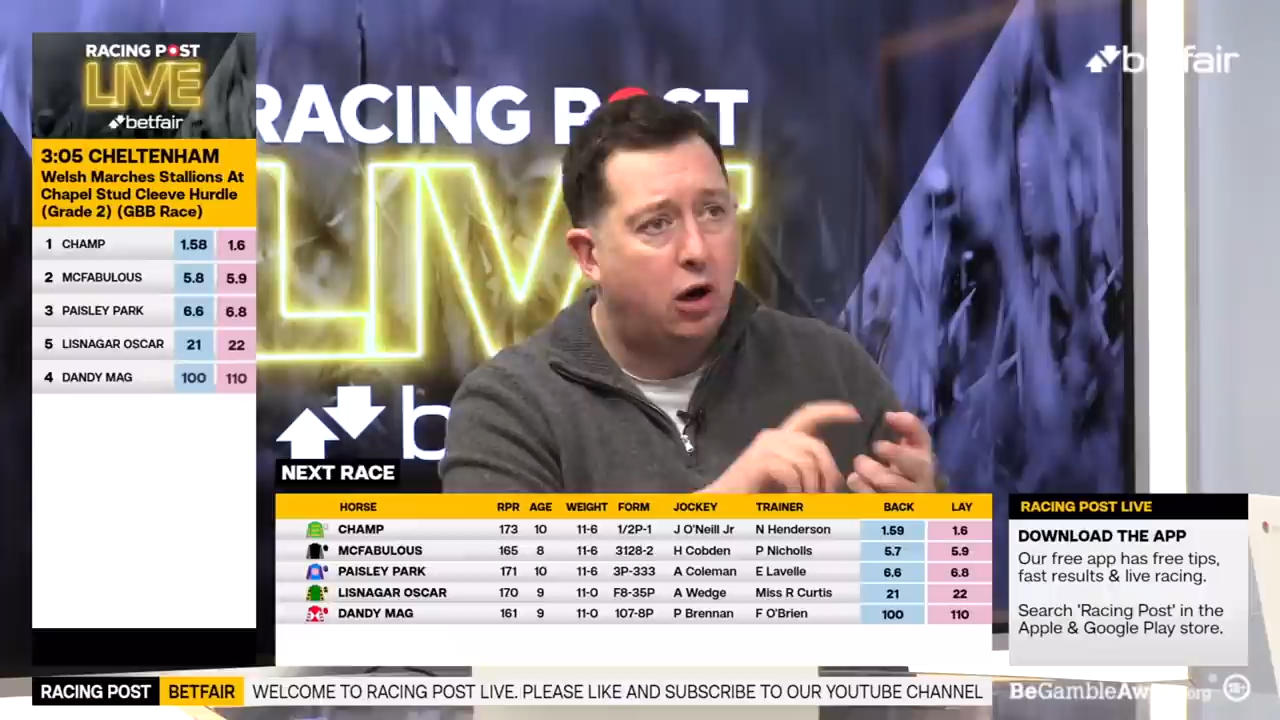 RACING POST
LIVE
betfair
3:05 CHELTENHAM
Welsh Marches Stallions At
Chapel Stud Cleeve Hurdle
(Grade 2) (GBB Race)
1 CHAMP 1.58 1.6
2 MCFABULOUS 5.8 5.9
3 PAISLEY PARK 6.6 6.8
5 LISNAGAR OSCAR 21 22
4 DANDY MAG 100 110
RACING POST
LIVE
b
betfair
NEXT RACE
HORSE RPR AGE WEIGHT FORM JOCKEY TRAINER BACK LAY
CHAMP 173 10 11-6 1/2P-1 J O'Neill Jr N Henderson 1.59 1.6
MCFABULOUS 165 8 11-6 3128-2 H Cobden P Nicholls 5.7 5.9
PAISLEY PARK 171 10 11-6 3P-333 A Coleman E Lavelle 6.6 6.8
LISNAGAR OSCAR 170 9 11-0 F8-35P A Wedge Miss R Curtis 21 22
DANDY MAG 161 9 11-0 107-8P P Brennan F O'Brien 100 110
RACING POST LIVE
DOWNLOAD THE APP
Our free app has free tips,
fast results & live racing.
Search 'Racing Post' in the
Apple & Google Play store.
RACING POST BETFAIR WELCOME TO RACING POST LIVE. PLEASE LIKE AND SUBSCRIBE TO OUR YOUTUBE CHANNEL
BeGambleAware.org 18+